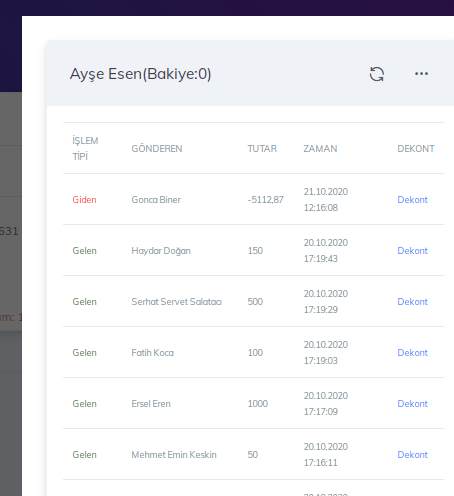 Ayşe Esen(Bakiye:0)
İŞLEM TİPİ GÖNDEREN TUTAR ZAMAN DEKONT
Giden Gonca Biner -5112,87 21.10.2020 12:16:08 Dekont
631
Gelen Haydar Doğan 150 20.10.2020 17:19:43 Dekont
Gelen Serhat Servet Salatacı 500 20.10.2020 17:19:29 Dekont
Gelen Fatih Koca 100 20.10.2020 17:19:03 Dekont
Gelen Ersel Eren 1000 20.10.2020 17:17:09 Dekont
Gelen Mehmet Emin Keskin 50 20.10.2020 17:16:11 Dekont